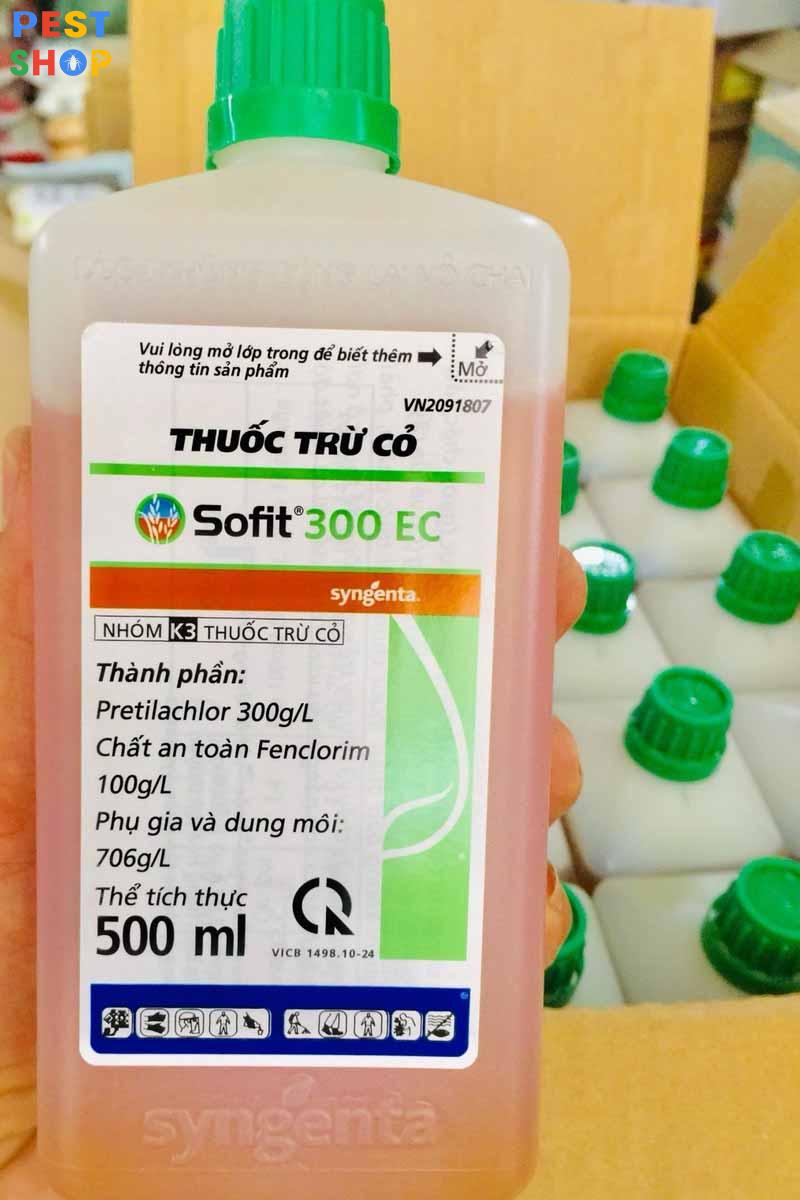 PEST
SHOP
Vui lòng mở lớp trong để biết thêm
thông tin sản phẩm
Mở
VN2091807
THUỐC TRỪ CỎ
Sofit® 300 EC
syngenta.
NHÓM K3 THUỐC TRỪ CỎ
Thành phần:
Pretilachlor 300g/L
Chất an toàn Fenclorim
100g/L
Phụ gia và dung môi:
706g/L
Thể tích thực
500 ml
VICB 1498.10-24
syngenta